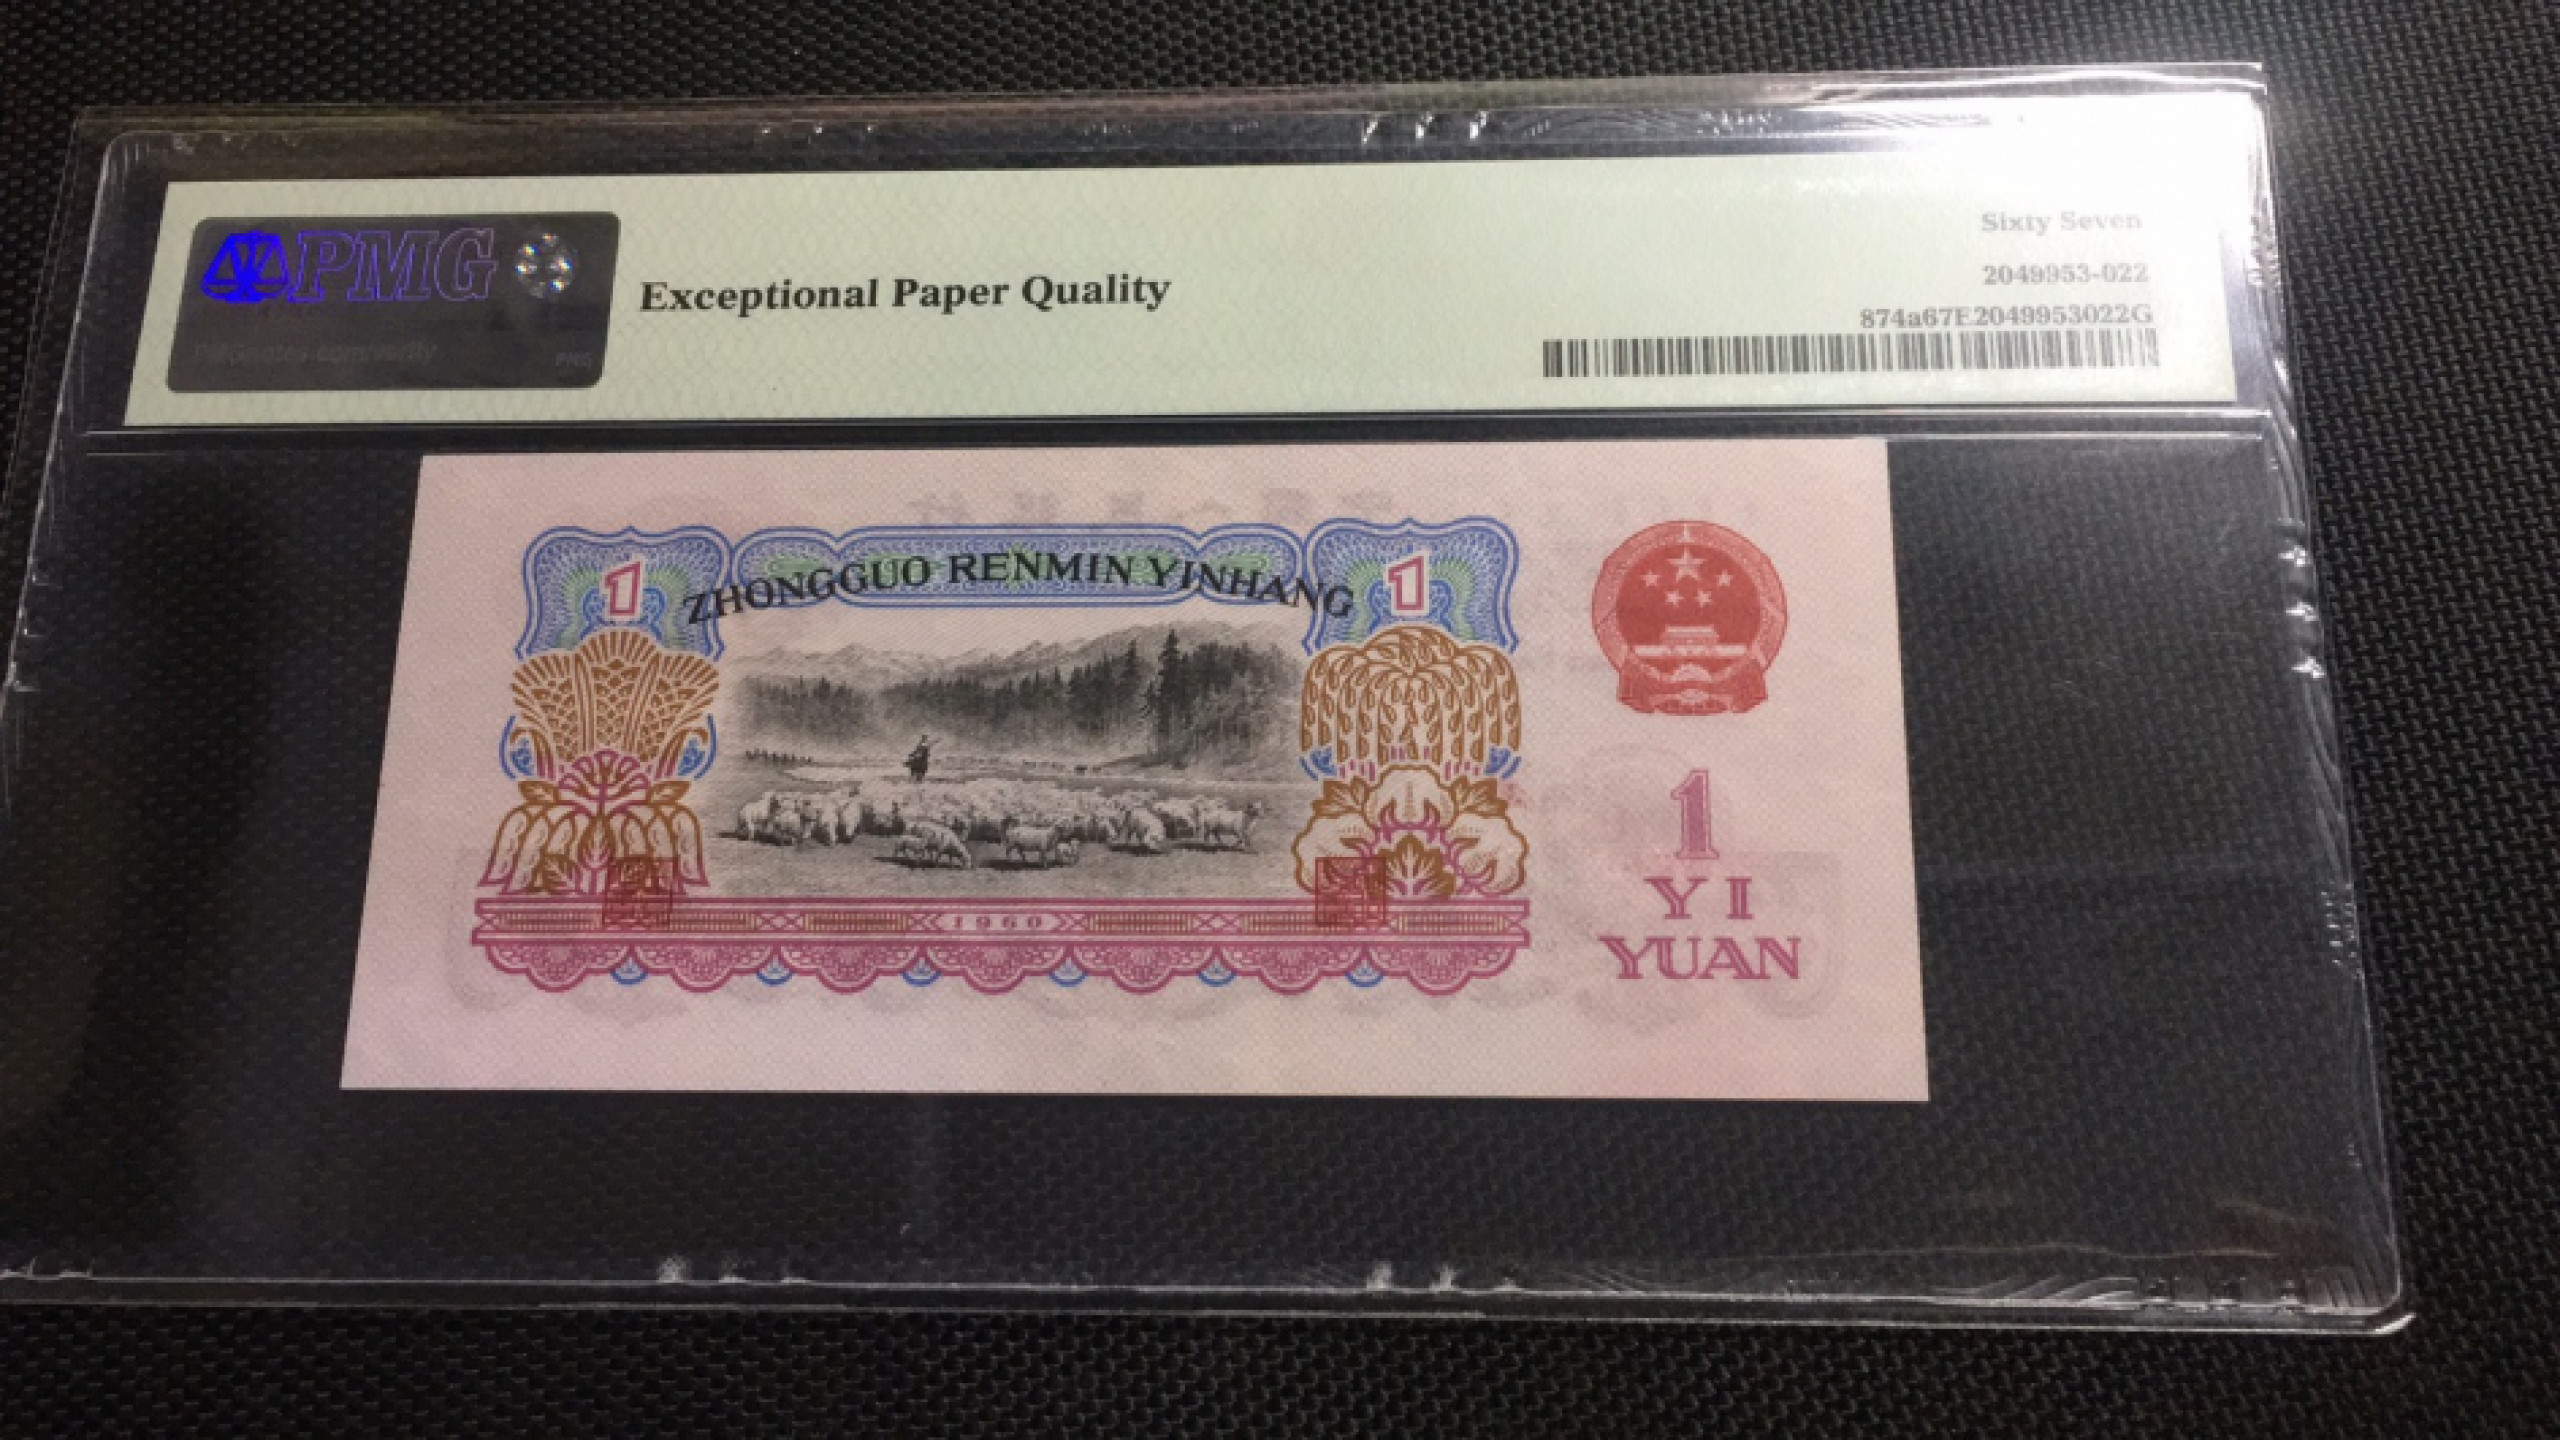 PMG
Exceptional Paper Quality
Sixty Seven
2049953-022
874a67E2049953022G
1
ZHONGGUO RENMIN YINHANG
1
1960
1
YI
YUAN